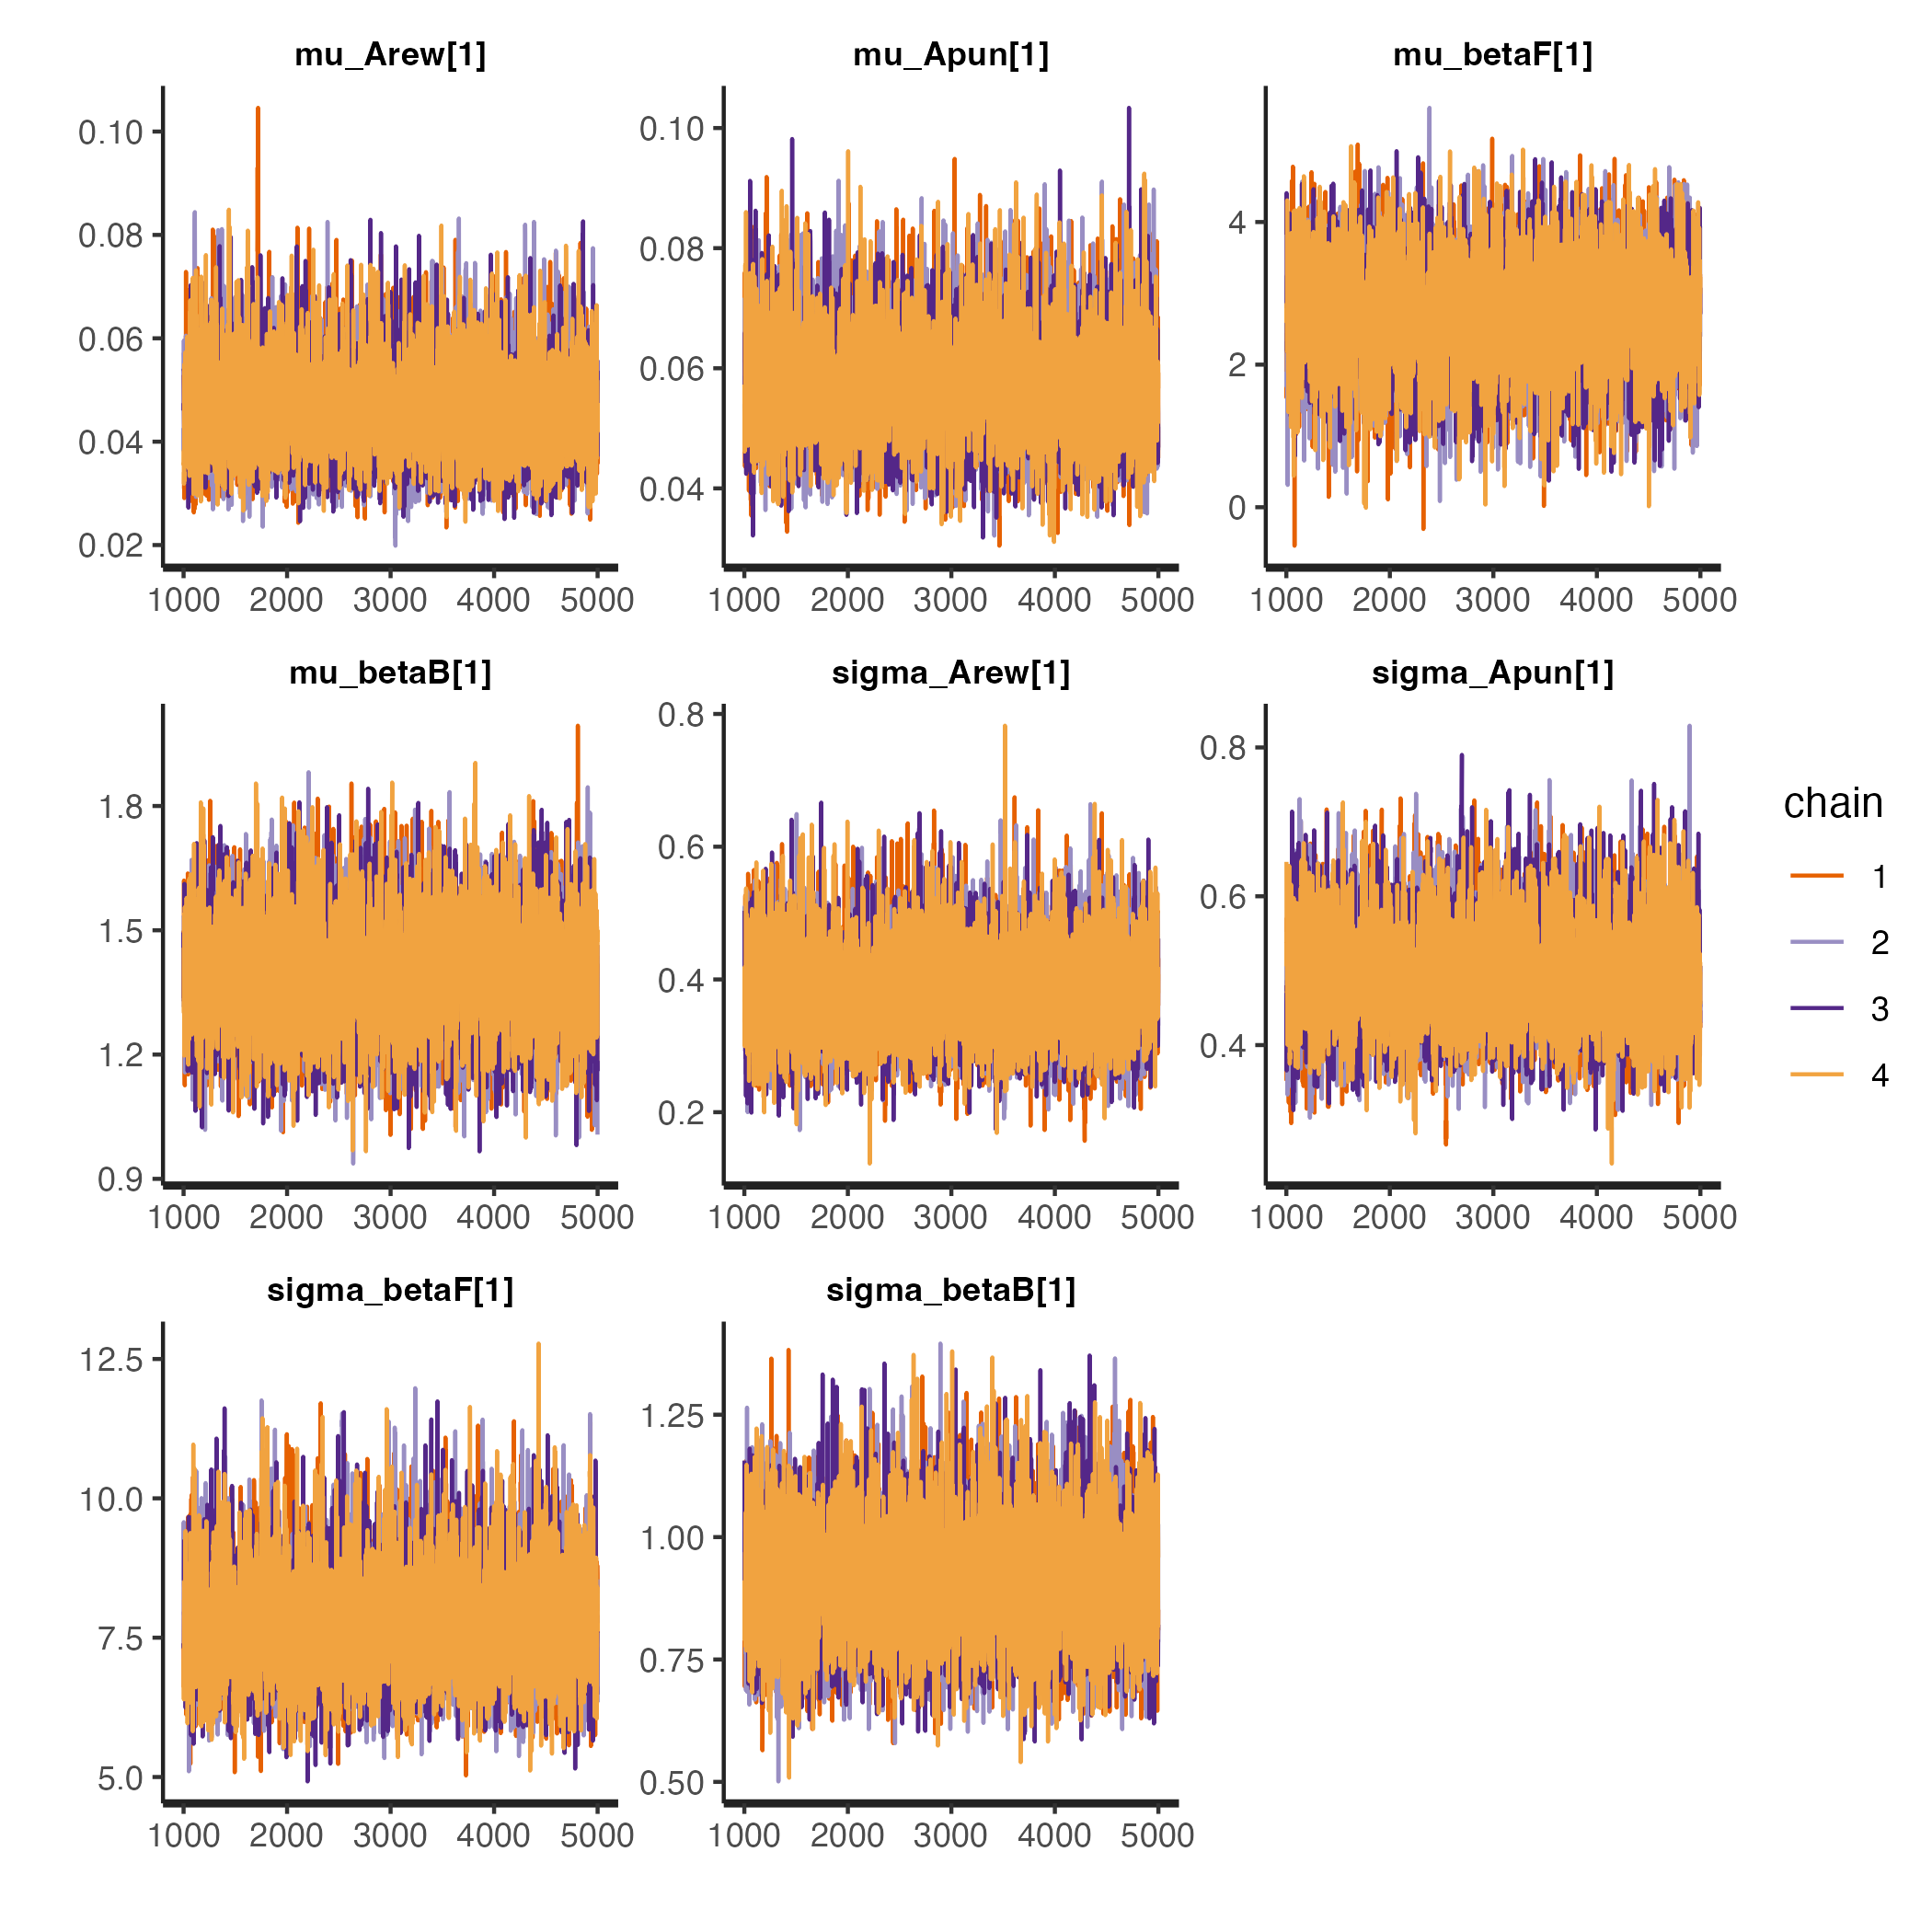 mu_Arew[1] mu_Apun[1] mu_betaF[1]
0.10 0.10
0.08 0.08 4
0.06 0.06 2
0.04 0.04
0.02 0
1000 2000 3000 4000 5000 1000 2000 3000 4000 5000 1000 2000 3000 4000 5000
mu_betaB[1] sigma_Arew[1] sigma_Apun[1]
0.8
1.8 0.8
0.6
1.5 0.6
0.4
1.2 0.4
0.2
0.9
1000 2000 3000 4000 5000 1000 2000 3000 4000 5000 1000 2000 3000 4000 5000
sigma_betaF[1] sigma_betaB[1]
12.5
1.25
10.0 1.00
7.5 0.75
5.0 0.50
1000 2000 3000 4000 5000 1000 2000 3000 4000 5000
chain
1
2
3
4